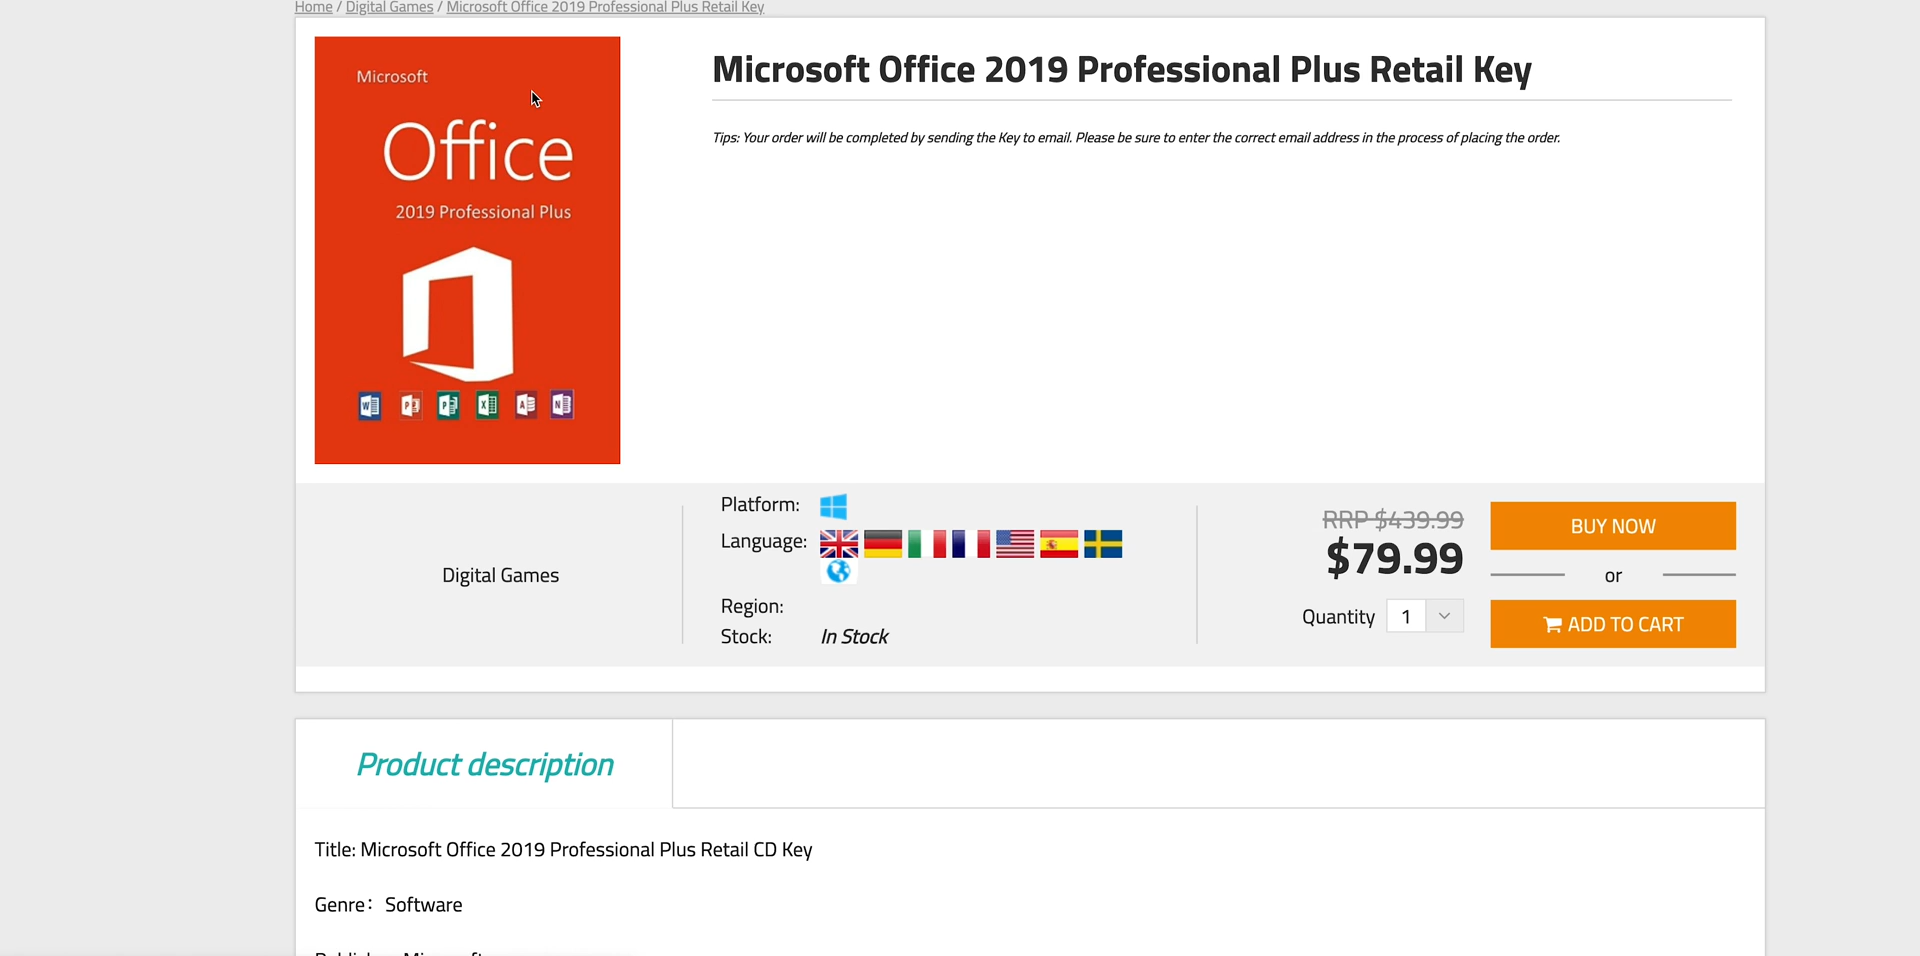 Home / Digital Games / Microsoft Office 2019 Professional Plus Retail Key
Microsoft
Office
2019 Professional Plus
Microsoft Office 2019 Professional Plus Retail Key
Tips: Your order will be completed by sending the Key to email. Please be sure to enter the correct email address in the process of placing the order.
Digital Games
Platform:
Language:
Region:
Stock: In Stock
RRP $439.99
$79.99
Quantity 1
BUY NOW
or
ADD TO CART
Product description
Title: Microsoft Office 2019 Professional Plus Retail CD Key
Genre： Software